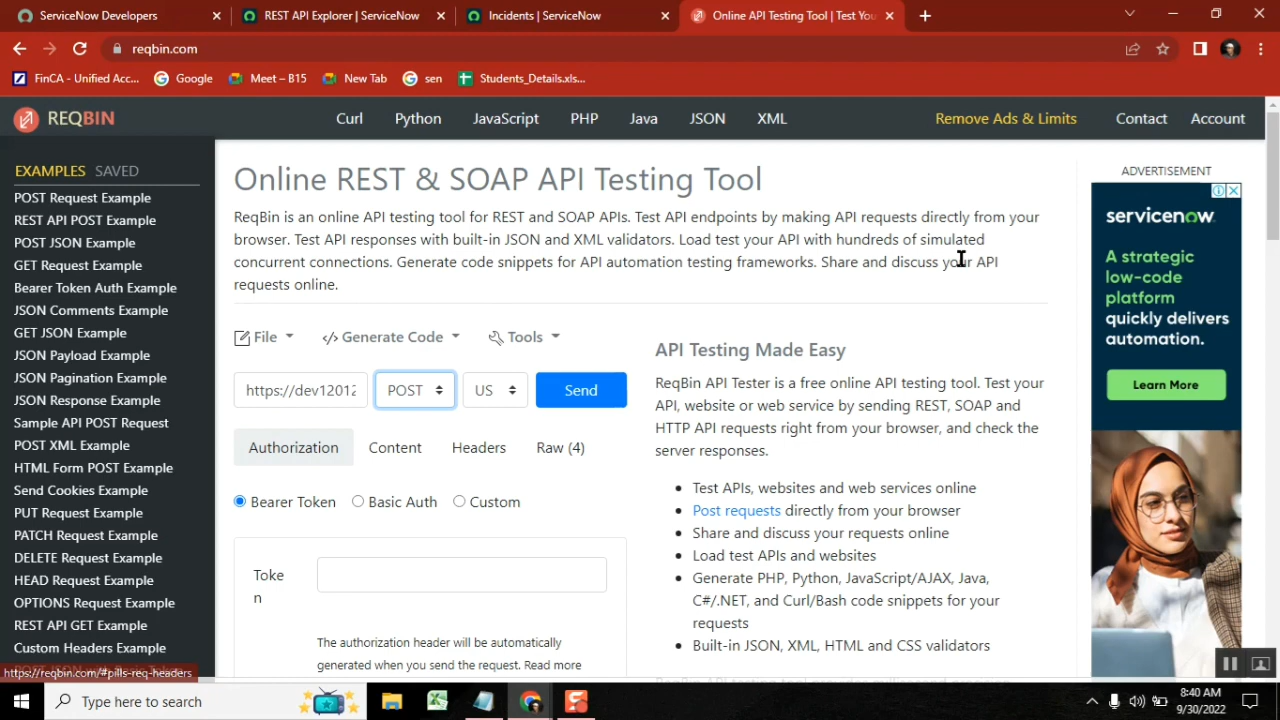 ServiceNow Developers
REST API Explorer | ServiceNow
Incidents | ServiceNow
Online API Testing Tool | Test You
reqbin.com
FinCA - Unified Acc...
Google
Meet – B15
New Tab
sen
Students_Details.xls...
REQBIN
Curl
Python
JavaScript
PHP
Java
JSON
XML
Remove Ads & Limits
Contact
Account
EXAMPLES SAVED
POST Request Example
REST API POST Example
POST JSON Example
GET Request Example
Bearer Token Auth Example
JSON Comments Example
GET JSON Example
JSON Payload Example
JSON Pagination Example
JSON Response Example
Sample API POST Request
POST XML Example
HTML Form POST Example
Send Cookies Example
PUT Request Example
PATCH Request Example
DELETE Request Example
HEAD Request Example
OPTIONS Request Example
REST API GET Example
Custom Headers Example
https://reqbin.com/#pills-req-headers
Online REST & SOAP API Testing Tool
ReqBin is an online API testing tool for REST and SOAP APIs. Test API endpoints by making API requests directly from your
browser. Test API responses with built-in JSON and XML validators. Load test your API with hundreds of simulated
concurrent connections. Generate code snippets for API automation testing frameworks. Share and discuss your API
requests online.
File
</> Generate Code
Tools
https://dev12012
POST
US
Send
Authorization
Content
Headers
Raw (4)
Bearer Token
Basic Auth
Custom
Toke
n
The authorization header will be automatically
generated when you send the request. Read more
API Testing Made Easy
ReqBin API Tester is a free online API testing tool. Test your
API, website or web service by sending REST, SOAP and
HTTP API requests right from your browser, and check the
server responses.
Test APIs, websites and web services online
Post requests directly from your browser
Share and discuss your requests online
Load test APIs and websites
Generate PHP, Python, JavaScript/AJAX, Java,
C#/.NET, and Curl/Bash code snippets for your
requests
Built-in JSON, XML, HTML and CSS validators
ADVERTISEMENT
servicenow.
A strategic
low-code
platform
quickly delivers
automation.
Learn More
Type here to search
8:40 AM
9/30/2022